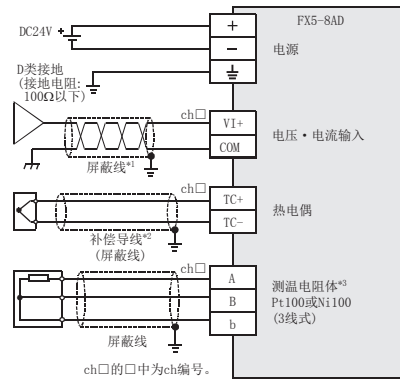 FX5-8AD
DC24V
+
+
−
电源
D类接地
(接地电阻:
100Ω以下)
ch□
VI+
COM
电压・电流输入
屏蔽线*1
ch□
TC+
TC−
热电偶
补偿导线*2
(屏蔽线)
ch□
A
B
b
测温电阻体*3
Pt100或Ni100
(3线式)
屏蔽线
ch□的□中为ch编号。